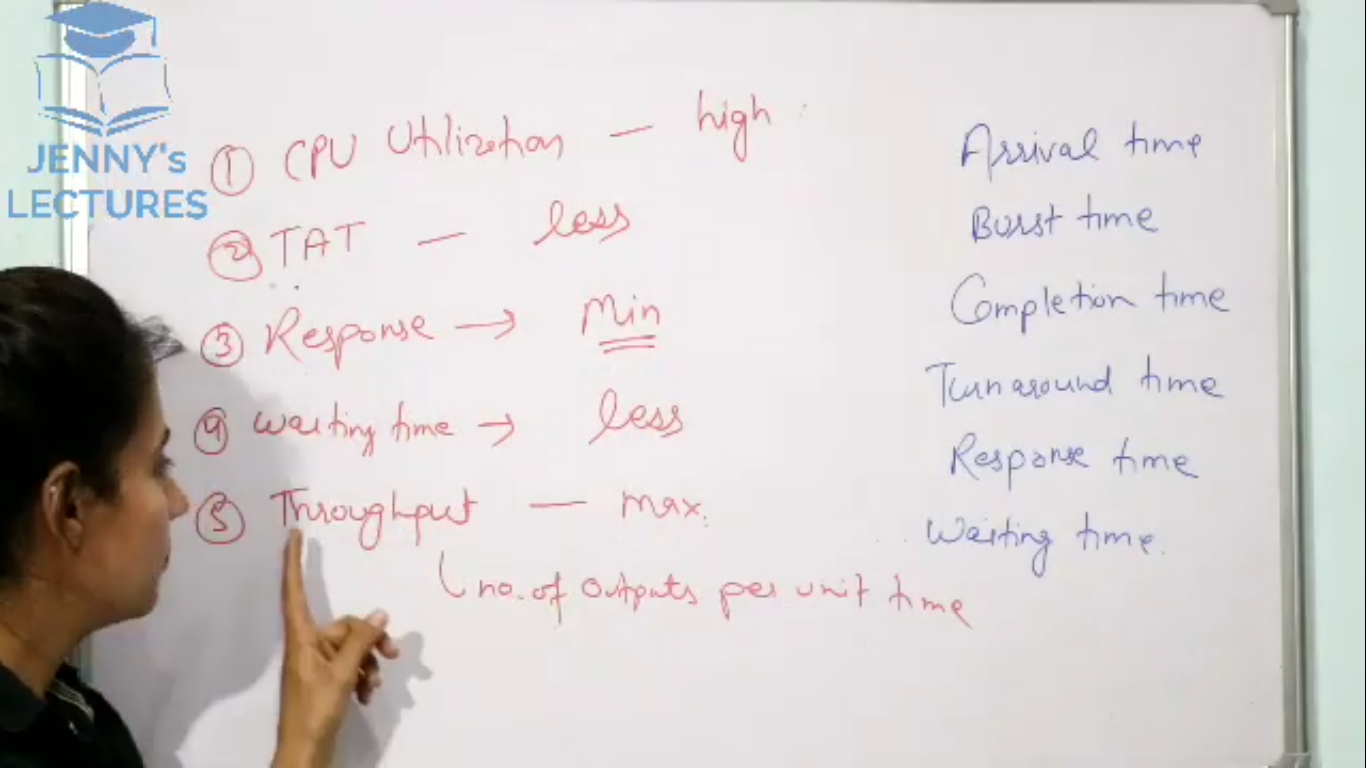 JENNY's
LECTURES
① CPU Utilization — high
② TAT — less
③ Response → Min
④ Waiting time → less
⑤ Throughput — Max.
no. of outputs per unit time
Arrival time
Burst time
Completion time
Turnaround time
Response time
Waiting time.